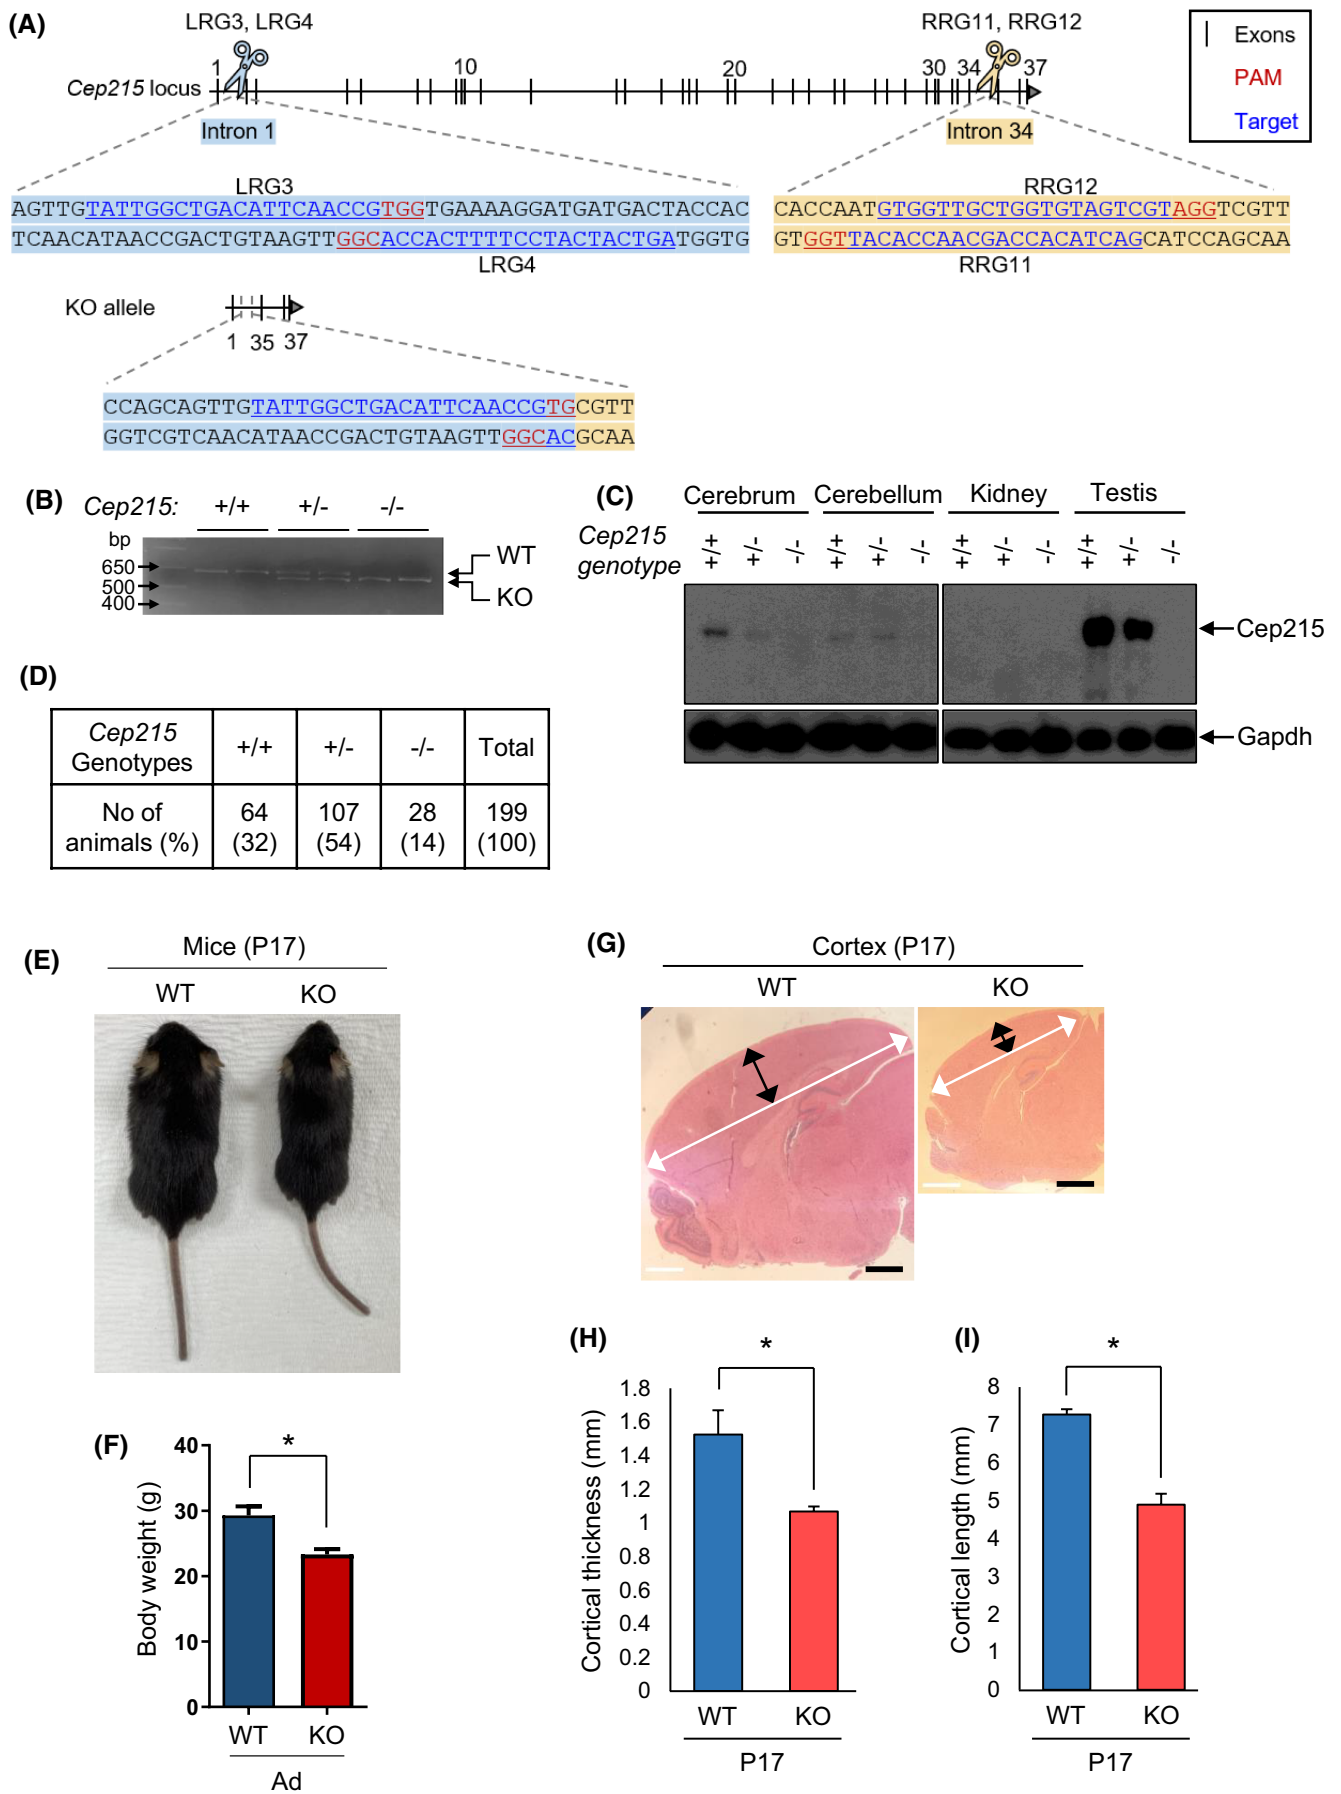 (A)
LRG3, LRG4
RRG11, RRG12
Exons
PAM
Target
1
10
20
30
34
37
Cep215 locus
Intron 1
Intron 34
LRG3
RRG12
AGTTGTATTGGCTGACATTCAACCGTGGTGAAAAGGATGATGACTACCAC
CACCAATGTGGTTGCTGGTGTAGTCGTAGGTCGTT
TCAACATAACCGACTGTAAGTTGGCACCACTTTTCCTACTACTGATGGTG
GTGGTTACACCAACGACCACATCAGCATCCAGCAA
LRG4
RRG11
KO allele
1 35 37
CCAGCAGTTGTATTGGCTGACATTCAACCGTGCGTT
GGTCGTCAACATAACCGACTGTAAGTTGGCACGCAA
(B)
Cep215: +/+ +/- -/-
bp
650
500
400
WT
KO
(C)
Cerebrum Cerebellum Kidney Testis
Cep215 genotype
+/+ +/- -/- +/+ +/- -/- +/+ +/- -/- +/+ +/- -/-
Cep215
Gapdh
(D)
Cep215 Genotypes +/+ +/- -/- Total
No of animals (%) 64 (32) 107 (54) 28 (14) 199 (100)
(E)
Mice (P17)
WT KO
(F)
Body weight (g)
40
30
20
10
0
*
WT KO
Ad
(G)
Cortex (P17)
WT KO
(H)
Cortical thickness (mm)
1.8
1.6
1.4
1.2
1
0.8
0.6
0.4
0.2
0
*
WT KO
P17
(I)
Cortical length (mm)
8
7
6
5
4
3
2
1
0
*
WT KO
P17